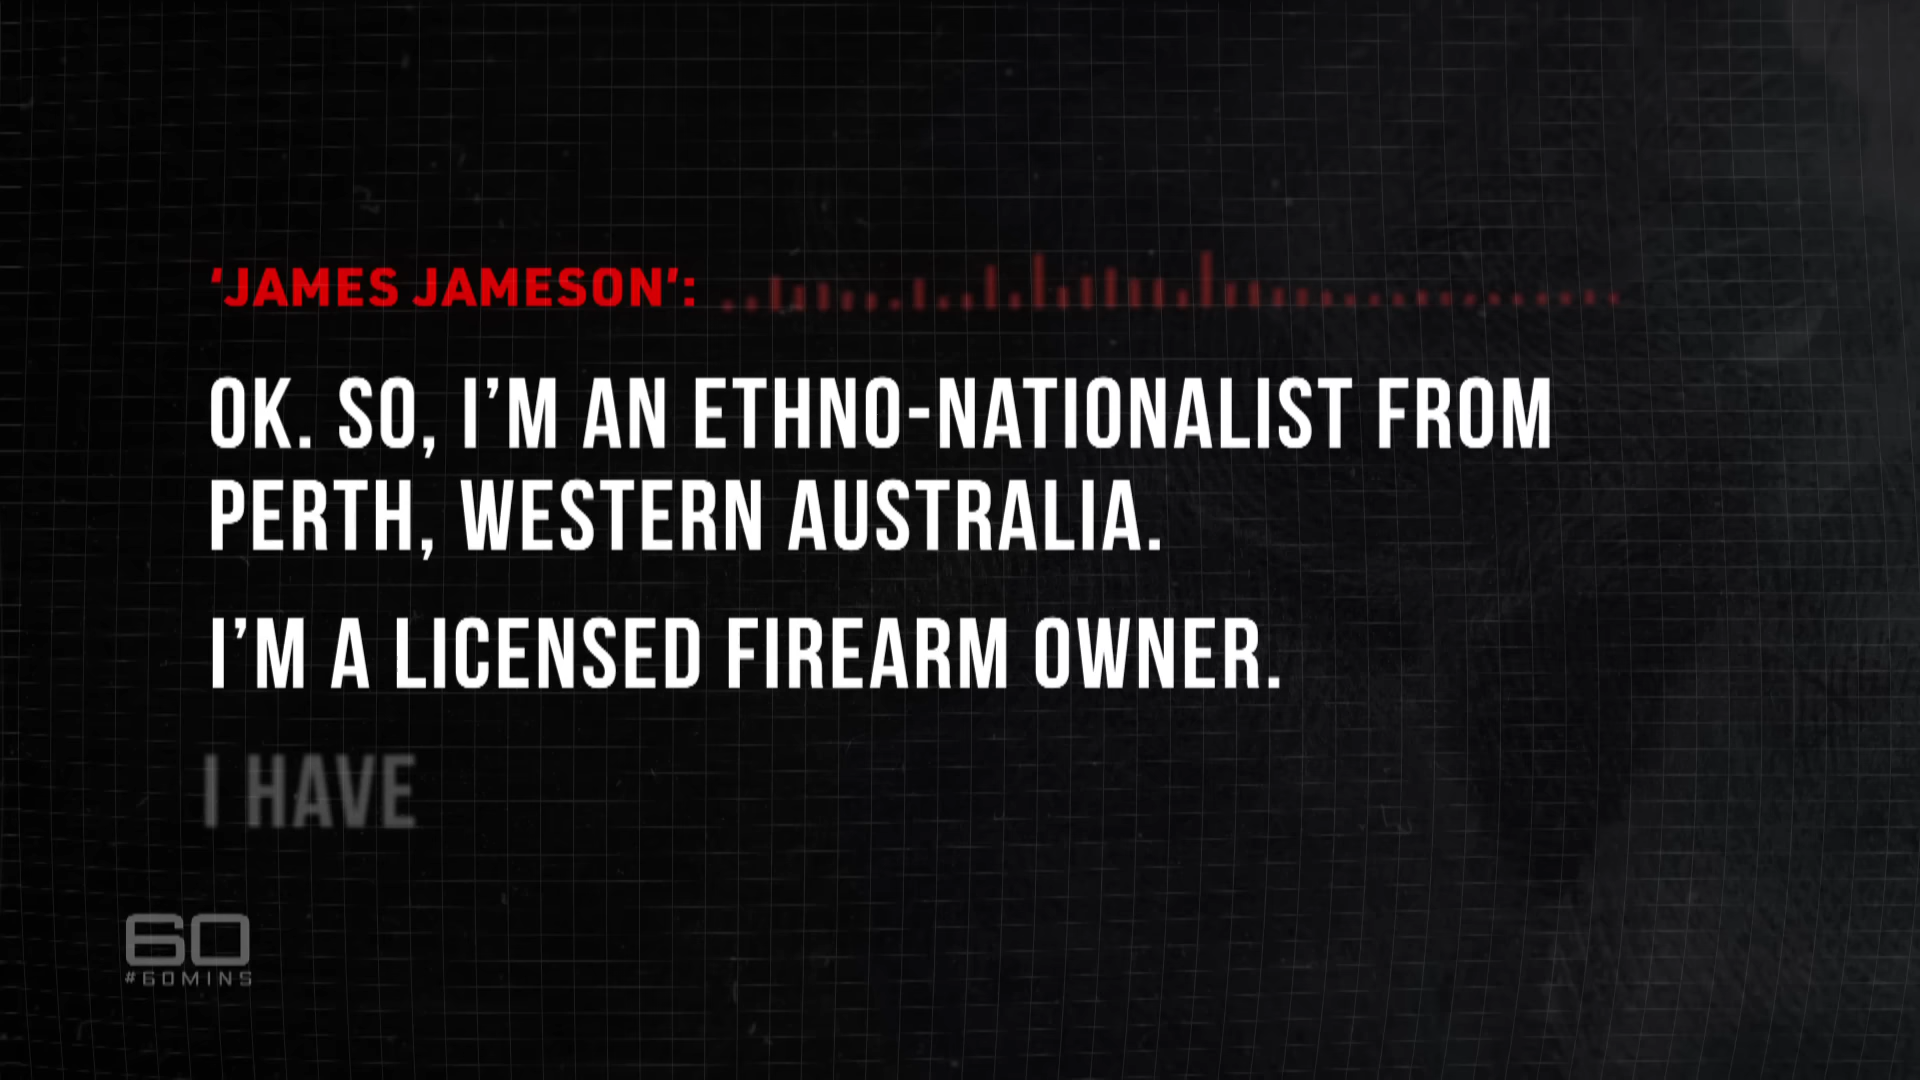 ‘JAMES JAMESON’:
OK. SO, I’M AN ETHNO-NATIONALIST FROM
PERTH, WESTERN AUSTRALIA.
I’M A LICENSED FIREARM OWNER.
I HAVE
60
#60MINS